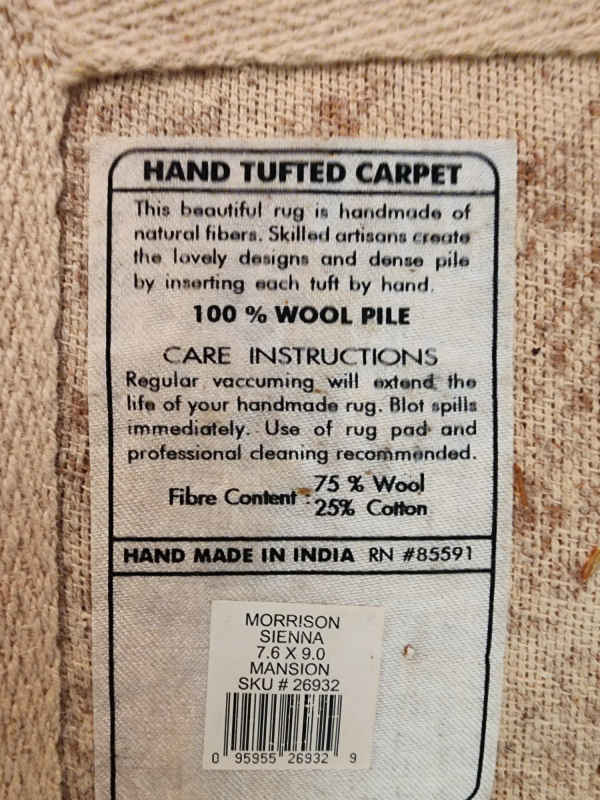 HAND TUFTED CARPET
This beautiful rug is handmade of
natural fibers. Skilled artisans create
the lovely designs and dense pile
by inserting each tuft by hand.
100 % WOOL PILE
CARE INSTRUCTIONS
Regular vaccuming will extend the
life of your handmade rug. Blot spills
immediately. Use of rug pad and
professional cleaning recommended.
Fibre Content : 75 % Wool
25% Cotton
HAND MADE IN INDIA RN #85591
MORRISON
SIENNA
7.6 X 9.0
MANSION
SKU # 26932
0 95955 26932 9